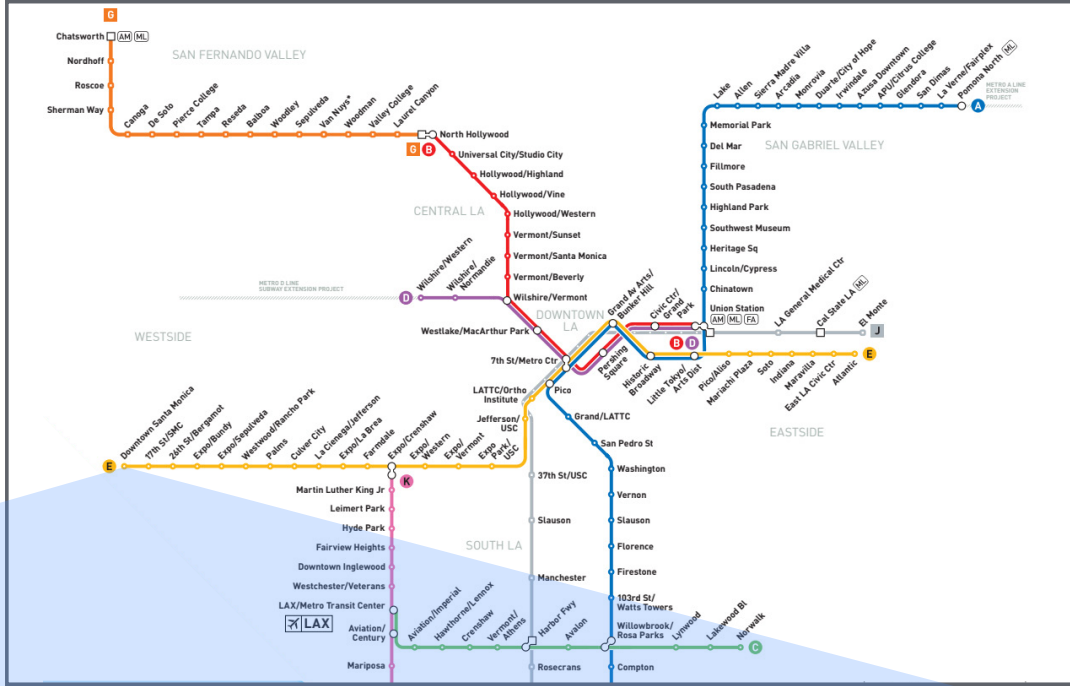 G
Chatsworth
AM
ML
Nordhoff
Roscoe
Sherman Way
SAN FERNANDO VALLEY
Canoga
De Soto
Pierce College
Tampa
Reseda
Balboa
Woodley
Sepulveda
Van Nuys*
Woodman
Valley College
Laurel Canyon
North Hollywood
G
B
Universal City/Studio City
Hollywood/Highland
Hollywood/Vine
CENTRAL LA
Hollywood/Western
Vermont/Sunset
Vermont/Santa Monica
Vermont/Beverly
Wilshire/Vermont
METRO D LINE
SUBWAY EXTENSION PROJECT
D
Wilshire/Western
Wilshire/
Normandie
WESTSIDE
Westlake/MacArthur Park
7th St/Metro Ctr
DOWNTOWN
LA
Pershing
Square
Grand Av Arts/
Bunker Hill
Civic Ctr/
Grand
Park
B
D
Historic
Broadway
Little Tokyo/
Arts Dist
Lake
Allen
Sierra Madre Villa
Arcadia
Monrovia
Duarte/City of Hope
Irwindale
Azusa Downtown
APU/Citrus College
Glendora
San Dimas
La Verne/Fairplex
Pomona North
ML
A
METRO A LINE
EXTENSION
PROJECT
Memorial Park
Del Mar
SAN GABRIEL VALLEY
Fillmore
South Pasadena
Highland Park
Southwest Museum
Heritage Sq
Lincoln/Cypress
Chinatown
Union Station
AM
ML
FA
LA General Medical Ctr
Cal State LA
ML
El Monte
J
Pico/Aliso
Mariachi Plaza
Soto
Indiana
Maravilla
East LA Civic Ctr
Atlantic
E
EASTSIDE
LATTC/Ortho
Institute
Pico
Jefferson/
USC
Grand/LATTC
San Pedro St
E
Downtown Santa Monica
17th St/SMC
26th St/Bergamot
Expo/Bundy
Expo/Sepulveda
Westwood/Rancho Park
Palms
Culver City
La Cienega/Jefferson
Expo/La Brea
Farmdale
Expo/Crenshaw
Expo/
Western
Expo/
Vermont
Expo
Park/
USC
K
Martin Luther King Jr
Leimert Park
Hyde Park
Fairview Heights
Downtown Inglewood
Westchester/Veterans
LAX/Metro Transit Center
LAX
Aviation/
Century
Mariposa
37th St/USC
Slauson
SOUTH LA
Manchester
Washington
Vernon
Slauson
Florence
Firestone
103rd St/
Watts Towers
Willowbrook/
Rosa Parks
Aviation/Imperial
Hawthorne/Lennox
Crenshaw
Vermont/
Athens
Harbor Fwy
Avalon
Lynwood
Lakewood Bl
Norwalk
C
Rosecrans
Compton